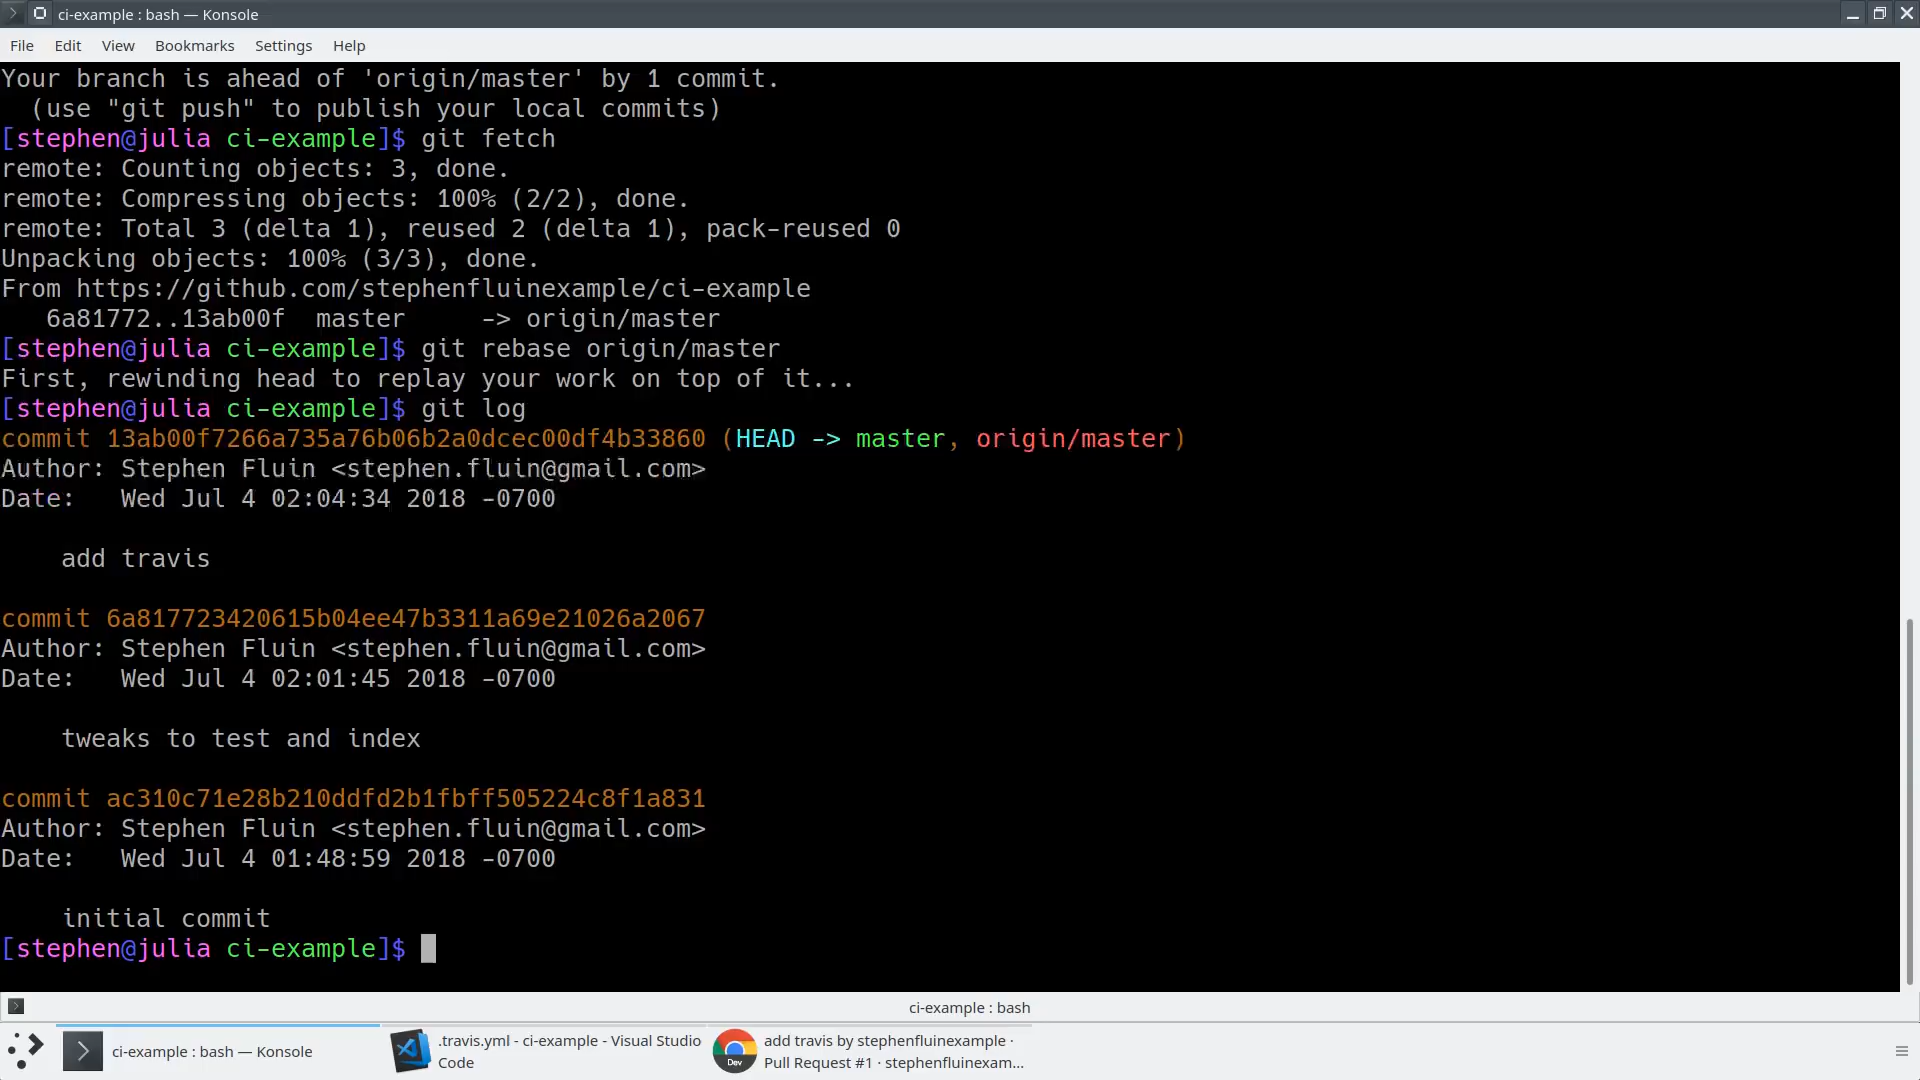 ci-example : bash — Konsole
File Edit View Bookmarks Settings Help
Your branch is ahead of 'origin/master' by 1 commit.
  (use "git push" to publish your local commits)
[stephen@julia ci-example]$ git fetch
remote: Counting objects: 3, done.
remote: Compressing objects: 100% (2/2), done.
remote: Total 3 (delta 1), reused 2 (delta 1), pack-reused 0
Unpacking objects: 100% (3/3), done.
From https://github.com/stephenfluinexample/ci-example
   6a81772..13ab00f  master     -> origin/master
[stephen@julia ci-example]$ git rebase origin/master
First, rewinding head to replay your work on top of it...
[stephen@julia ci-example]$ git log
commit 13ab00f7266a735a76b06b2a0dcec00df4b33860 (HEAD -> master, origin/master)
Author: Stephen Fluin <stephen.fluin@gmail.com>
Date:   Wed Jul 4 02:04:34 2018 -0700
    add travis
commit 6a817723420615b04ee47b3311a69e21026a2067
Author: Stephen Fluin <stephen.fluin@gmail.com>
Date:   Wed Jul 4 02:01:45 2018 -0700
    tweaks to test and index
commit ac310c71e28b210ddfd2b1fbff505224c8f1a831
Author: Stephen Fluin <stephen.fluin@gmail.com>
Date:   Wed Jul 4 01:48:59 2018 -0700
    initial commit
[stephen@julia ci-example]$
ci-example : bash
ci-example : bash — Konsole
.travis.yml - ci-example - Visual Studio
Code
Dev
add travis by stephenfluinexample ·
Pull Request #1 · stephenfluinexam...